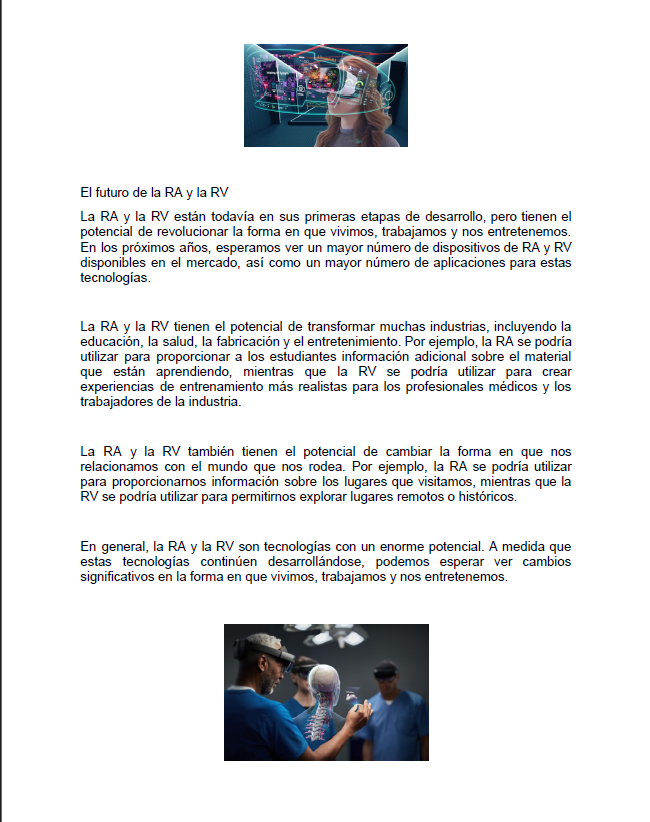 El futuro de la RA y la RV
La RA y la RV están todavía en sus primeras etapas de desarrollo, pero tienen el
potencial de revolucionar la forma en que vivimos, trabajamos y nos entretenemos.
En los próximos años, esperamos ver un mayor número de dispositivos de RA y RV
disponibles en el mercado, así como un mayor número de aplicaciones para estas
tecnologías.
La RA y la RV tienen el potencial de transformar muchas industrias, incluyendo la
educación, la salud, la fabricación y el entretenimiento. Por ejemplo, la RA se podría
utilizar para proporcionar a los estudiantes información adicional sobre el material
que están aprendiendo, mientras que la RV se podría utilizar para crear
experiencias de entrenamiento más realistas para los profesionales médicos y los
trabajadores de la industria.
La RA y la RV también tienen el potencial de cambiar la forma en que nos
relacionamos con el mundo que nos rodea. Por ejemplo, la RA se podría utilizar
para proporcionarnos información sobre los lugares que visitamos, mientras que la
RV se podría utilizar para permitirnos explorar lugares remotos o históricos.
En general, la RA y la RV son tecnologías con un enorme potencial. A medida que
estas tecnologías continúen desarrollándose, podemos esperar ver cambios
significativos en la forma en que vivimos, trabajamos y nos entretenemos.